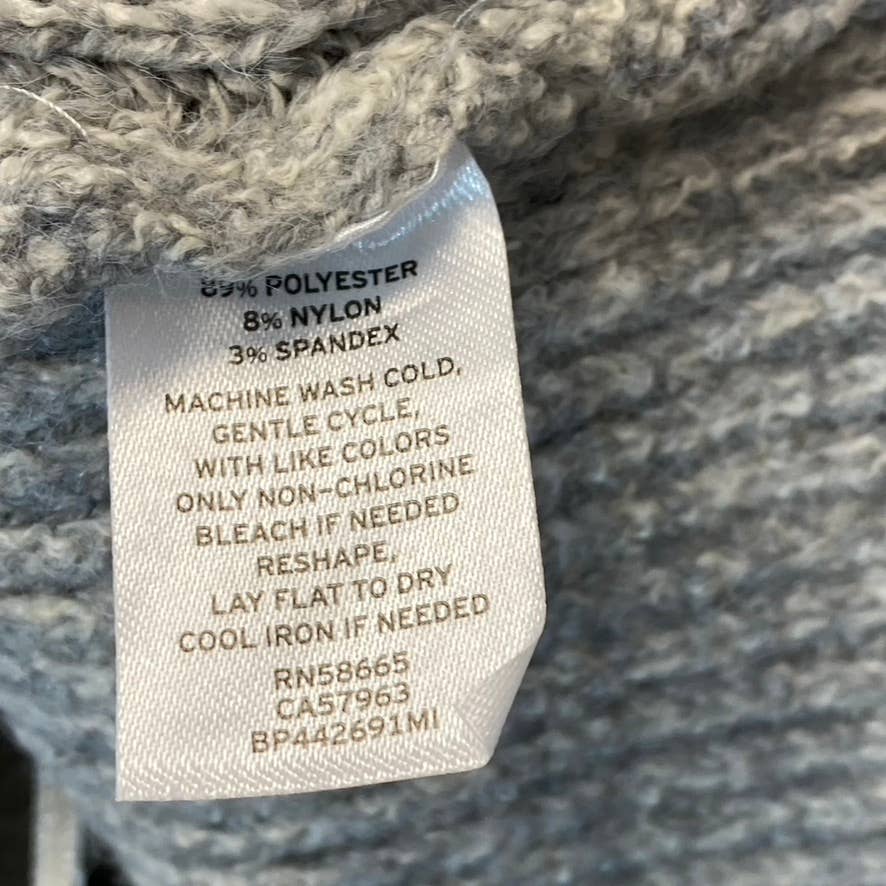 89% POLYESTER
8% NYLON
3% SPANDEX
MACHINE WASH COLD,
GENTLE CYCLE,
WITH LIKE COLORS
ONLY NON-CHLORINE
BLEACH IF NEEDED
RESHAPE,
LAY FLAT TO DRY
COOL IRON IF NEEDED
RN58665
CA57963
BP442691MI